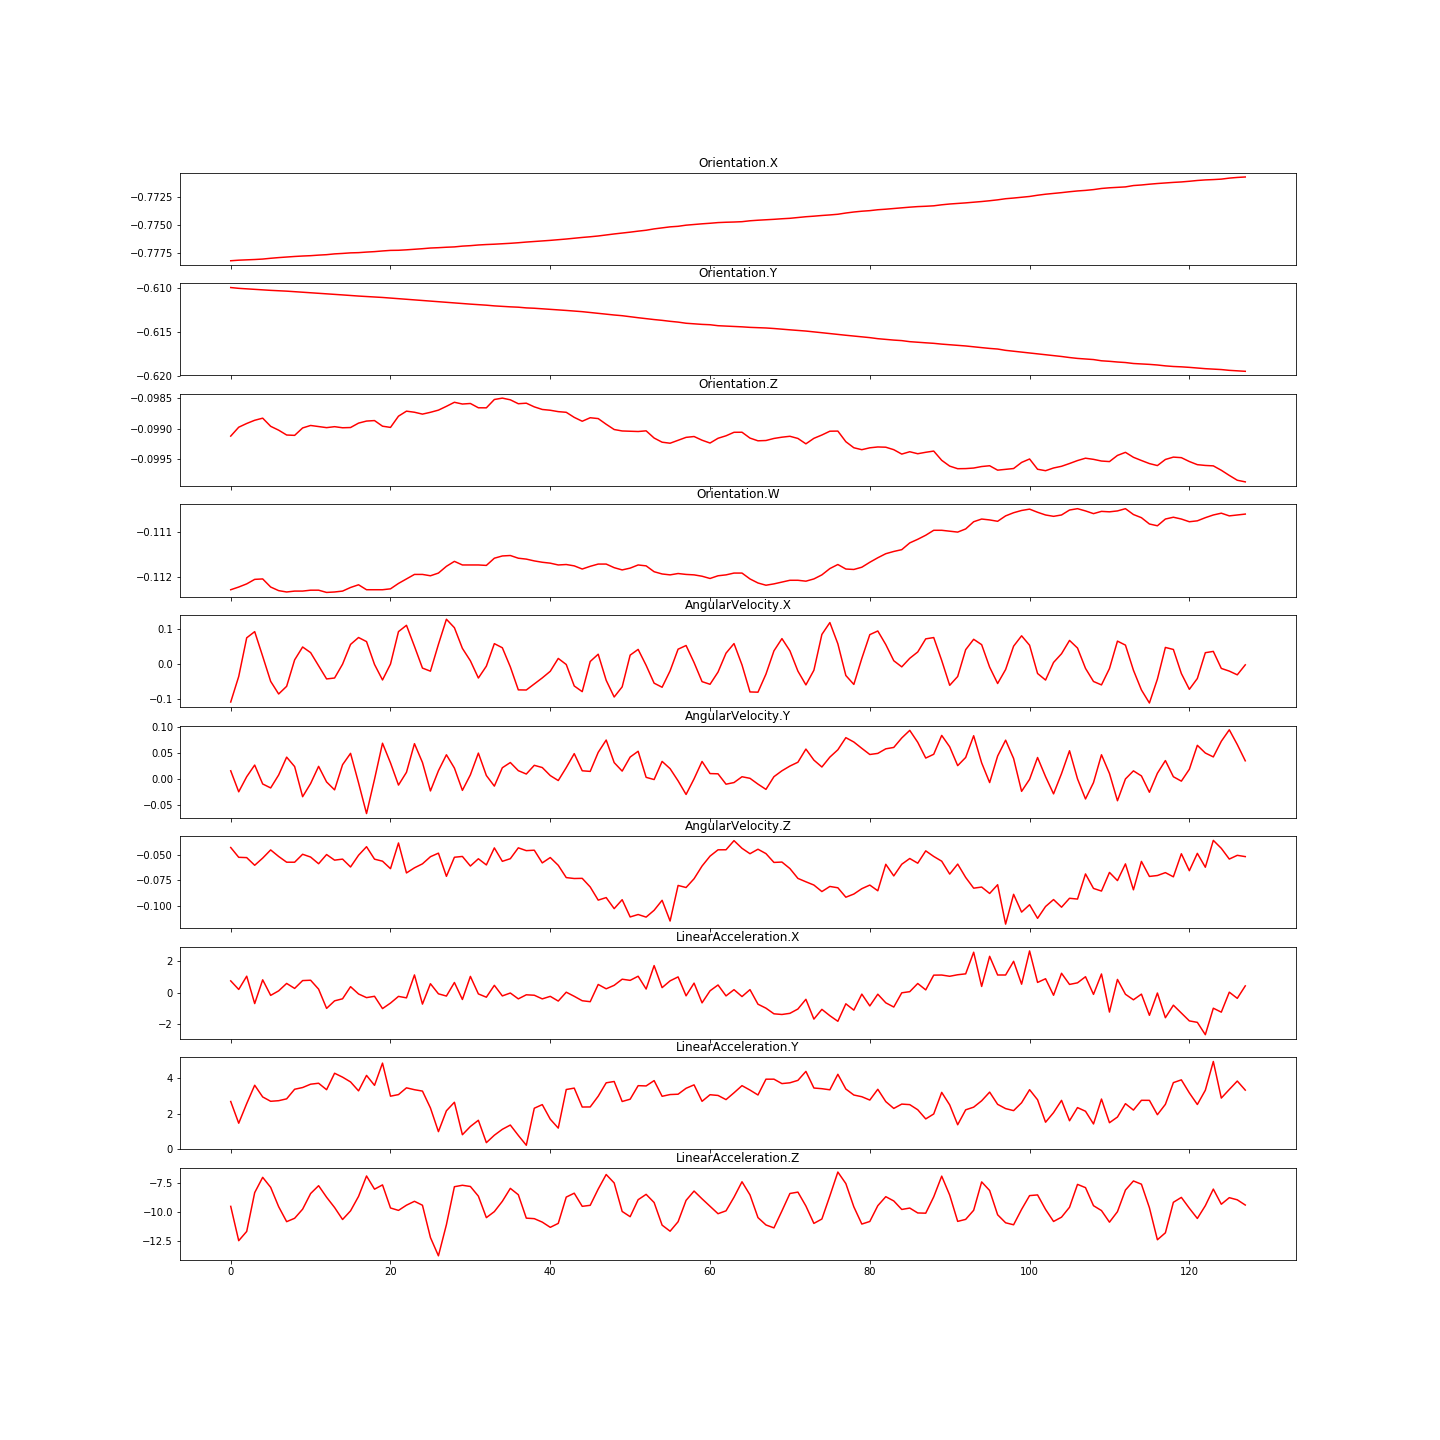 Orientation.X
−0.7725
−0.7750
−0.7775
Orientation.Y
−0.610
−0.615
−0.620
Orientation.Z
−0.0985
−0.0990
−0.0995
Orientation.W
−0.111
−0.112
AngularVelocity.X
0.1
0.0
−0.1
AngularVelocity.Y
0.10
0.05
0.00
−0.05
AngularVelocity.Z
−0.050
−0.075
−0.100
LinearAcceleration.X
2
0
−2
LinearAcceleration.Y
4
2
0
LinearAcceleration.Z
−7.5
−10.0
−12.5
0 20 40 60 80 100 120